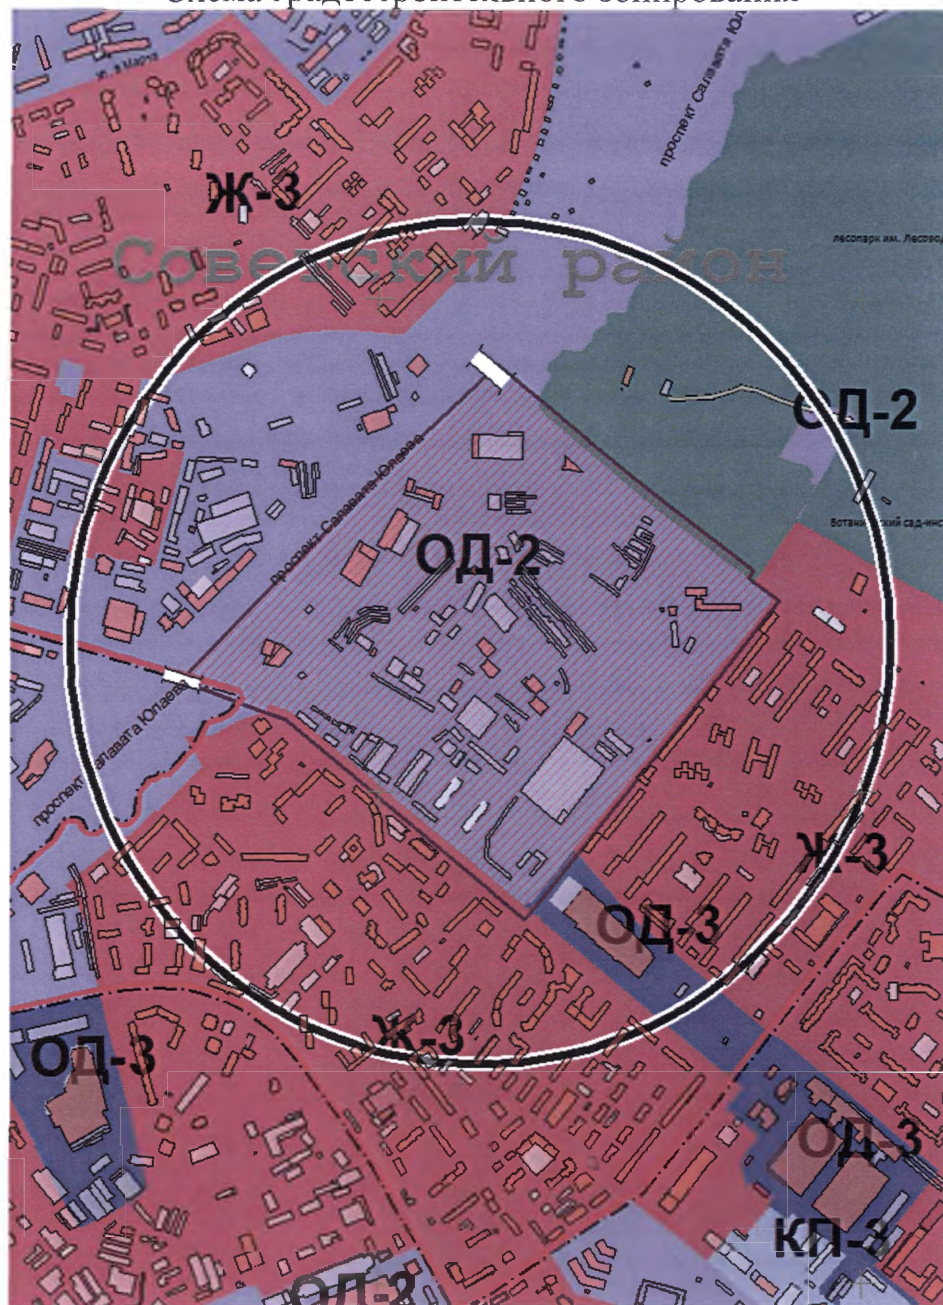 Схема градостроительного зонирования
ул. 8 Марта
проспект Салавата Юл
Ж-3
лесопарк им. Лесово
Советский район
ОД-2
проспект Салавата Юлаева
Ботанический сад-инс
ОД-2
проспект Салавата Юлаева
Ж-3
ОД-3
Ж-3
ОД-3
ОД-3
КП-3
ОД-2